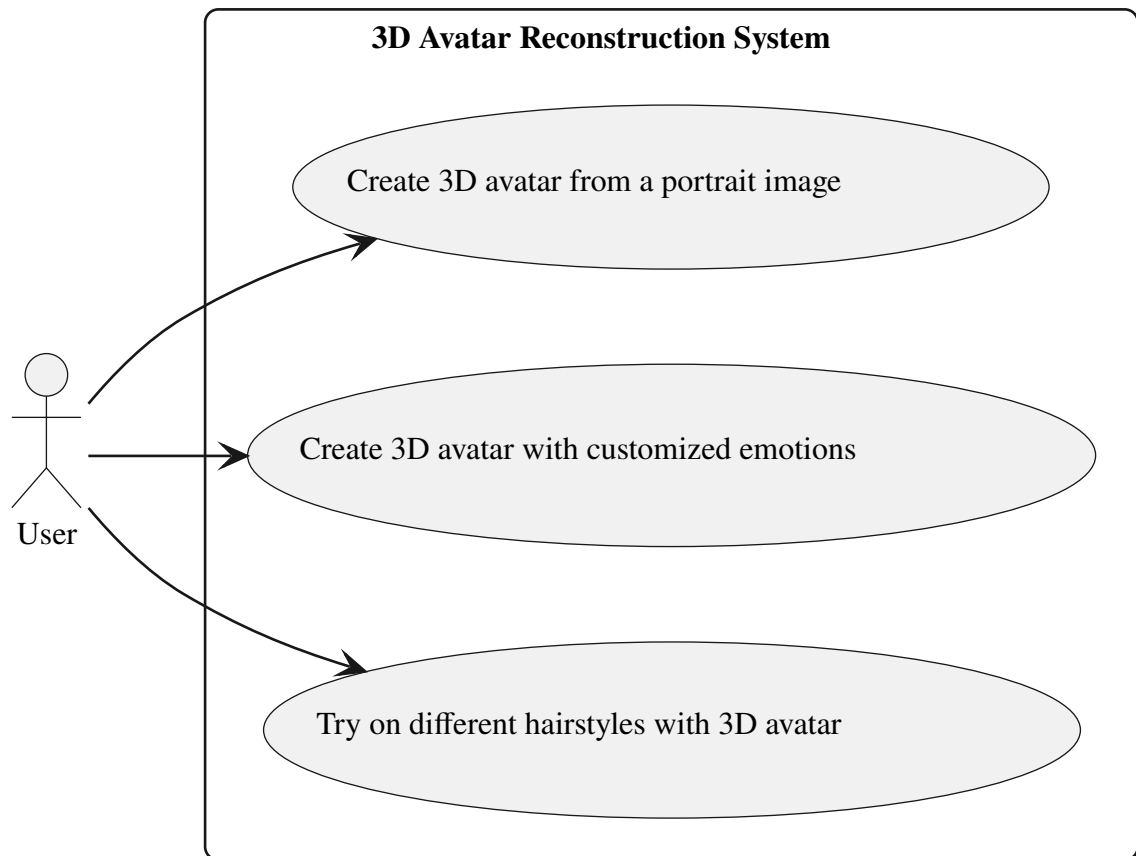 3D Avatar Reconstruction System
Create 3D avatar from a portrait image
Create 3D avatar with customized emotions
User
Try on different hairstyles with 3D avatar